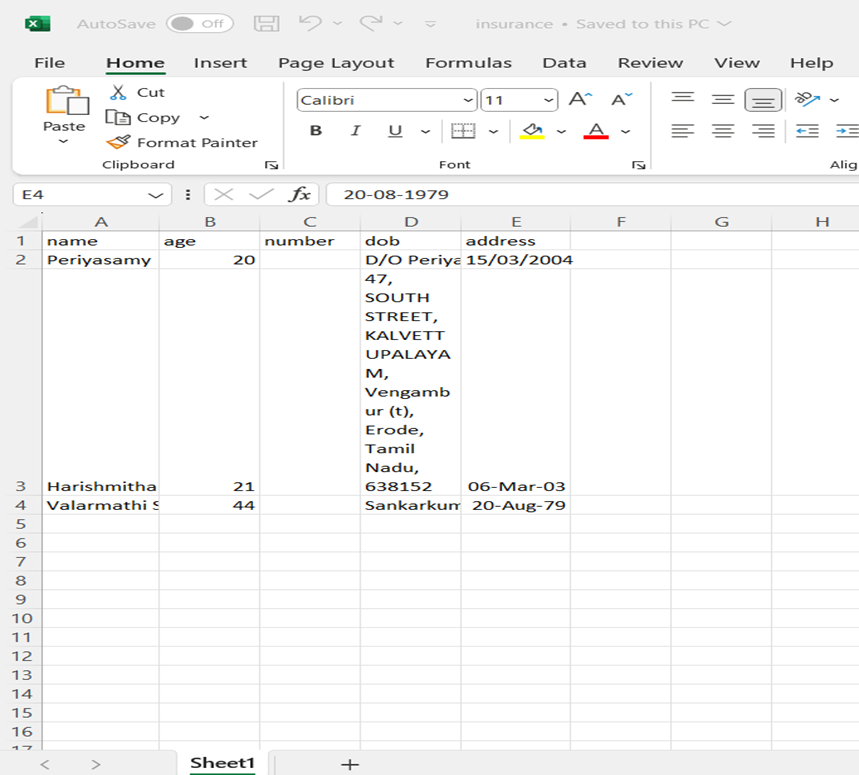 AutoSave Off insurance • Saved to this PC
File Home Insert Page Layout Formulas Data Review View Help
Paste
Cut
Copy
Format Painter
Clipboard
Calibri 11 A A
B I U A
Font
Alig
E4 fx 20-08-1979
A B C D E F G H
1 name age number dob address
2 Periyasamy 20 D/O Periya 15/03/2004
47,
SOUTH
STREET,
KALVETT
UPALAYA
M,
Vengamb
ur (t),
Erode,
Tamil
Nadu,
3 Harishmitha 21 638152 06-Mar-03
4 Valarmathi S 44 Sankarkum 20-Aug-79
5
6
7
8
9
10
11
12
13
14
15
16
17
Sheet1